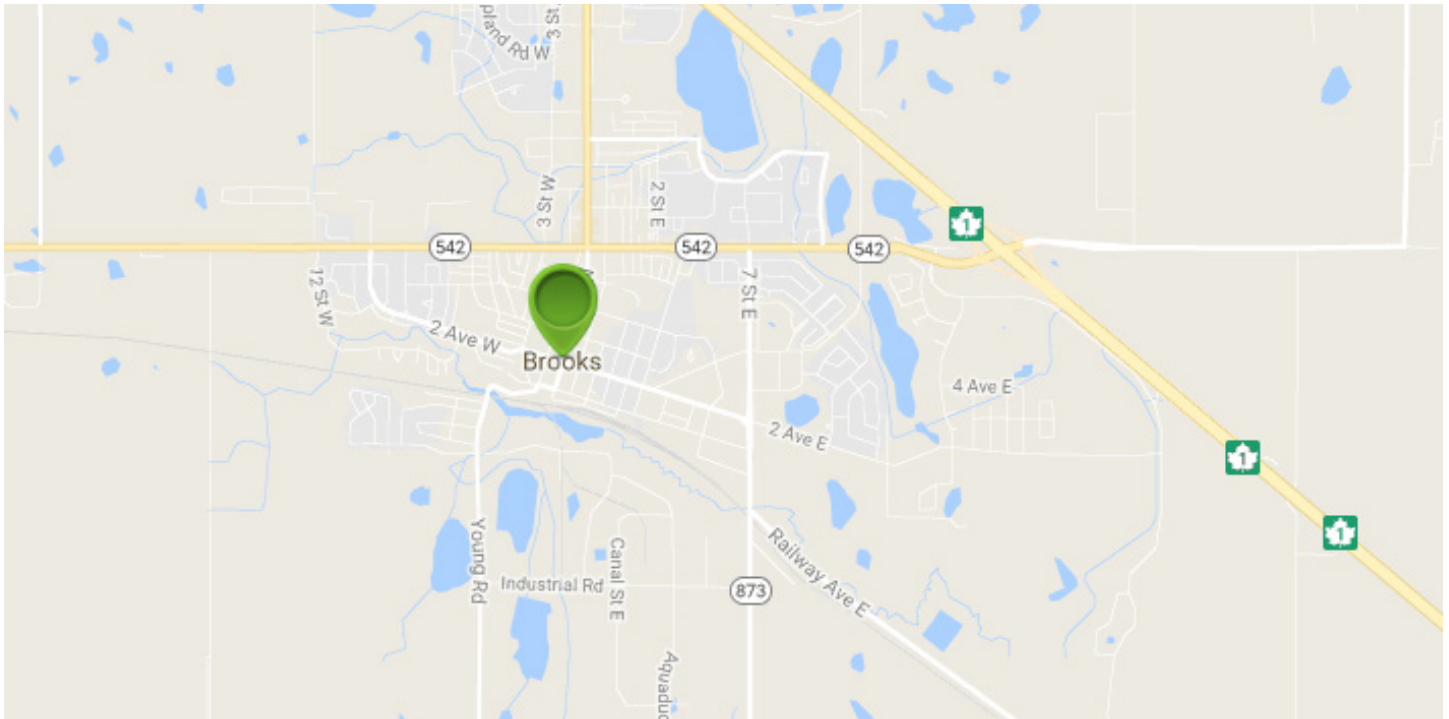 pland Rd W
3 St
3 St W
2 St E
1
542
542
542
12 St W
7 St E
2 Ave W
Brooks
4 Ave E
2 Ave E
1
Young Rd
Canal St E
Railway Ave E
1
Industrial Rd
873
Aquaduc